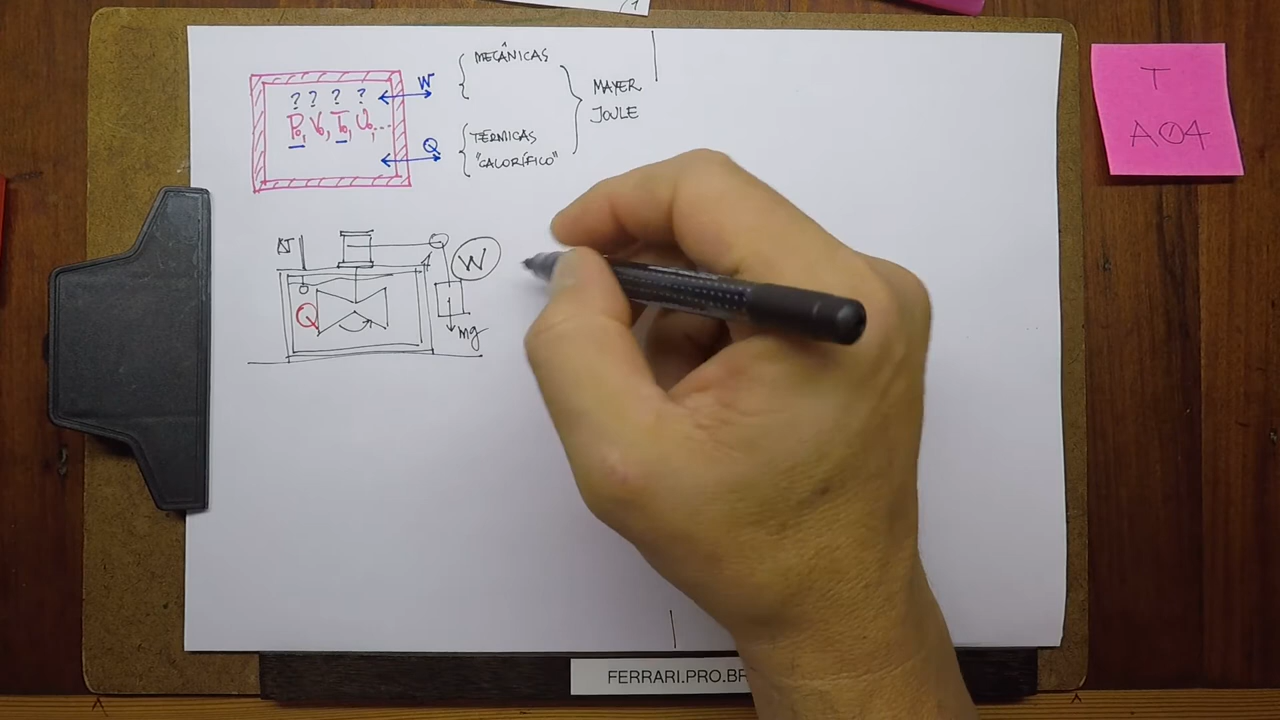 ? ? ? ?
P₀, V₀, T₀, U₀, ...
W
Q
MECÂNICAS
TÉRMICAS
"CALORÍFICO"
MAYER
JOULE
ΔT
W
Q
mg
T
A04
FERRARI.PRO.BR